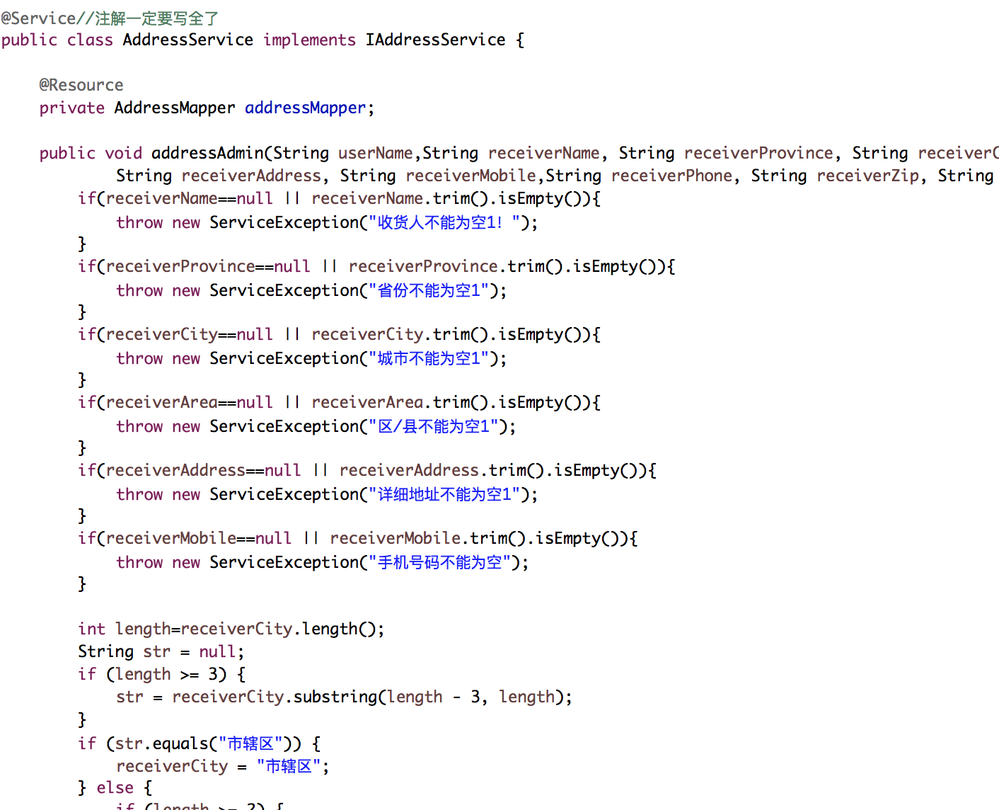 @Service//注解一定要写全了
public class AddressService implements IAddressService {
@Resource
private AddressMapper addressMapper;
public void addressAdmin(String userName,String receiverName, String receiverProvince, String receiverC
String receiverAddress, String receiverMobile,String receiverPhone, String receiverZip, String
if(receiverName==null || receiverName.trim().isEmpty()){
throw new ServiceException("收货人不能为空1！");
}
if(receiverProvince==null || receiverProvince.trim().isEmpty()){
throw new ServiceException("省份不能为空1");
}
if(receiverCity==null || receiverCity.trim().isEmpty()){
throw new ServiceException("城市不能为空1");
}
if(receiverArea==null || receiverArea.trim().isEmpty()){
throw new ServiceException("区/县不能为空1");
}
if(receiverAddress==null || receiverAddress.trim().isEmpty()){
throw new ServiceException("详细地址不能为空1");
}
if(receiverMobile==null || receiverMobile.trim().isEmpty()){
throw new ServiceException("手机号码不能为空");
}
int length=receiverCity.length();
String str = null;
if (length >= 3) {
str = receiverCity.substring(length - 3, length);
}
if (str.equals("市辖区")) {
receiverCity = "市辖区";
} else {
if (length >= 2) {